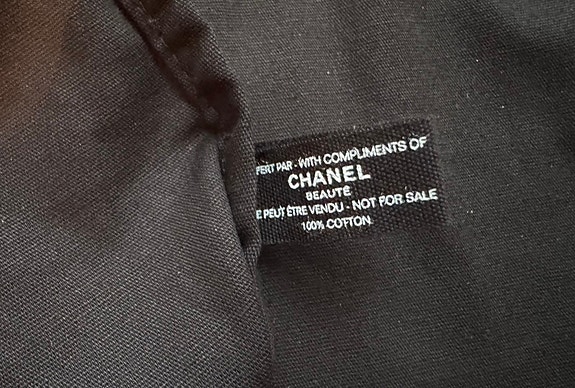 FERT PAR - WITH COMPLIMENTS OF
CHANEL
BEAUTÉ
E PEUT ÊTRE VENDU - NOT FOR SALE
100% COTTON